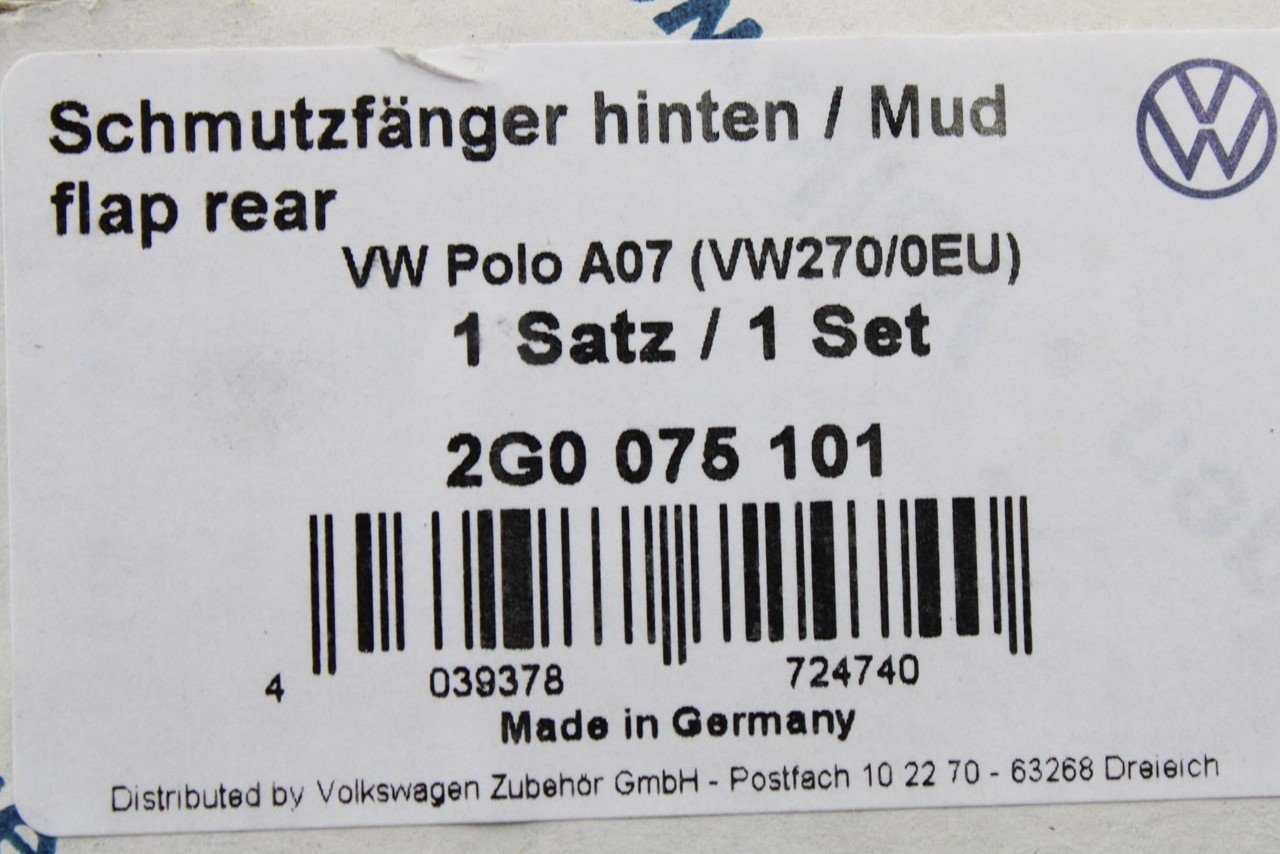 Schmutzfänger hinten / Mud
flap rear
VW Polo A07 (VW270/0EU)
1 Satz / 1 Set
2G0 075 101
4 039378 724740
Made in Germany
Distributed by Volkswagen Zubehör GmbH - Postfach 10 22 70 - 63268 Dreieich